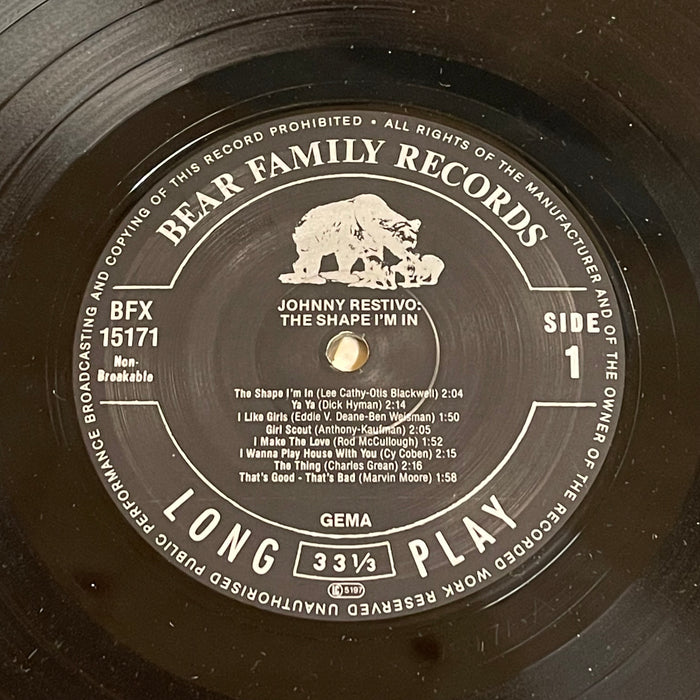 UNAUTHORISED PUBLIC PERFORMANCE BROADCASTING AND COPYING OF THIS RECORD PROHIBITED • ALL RIGHTS OF THE MANUFACTURER AND OF THE OWNER OF THE RECORDED WORK RESERVED
BEAR FAMILY RECORDS
JOHNNY RESTIVO:
THE SHAPE I'M IN
BFX
15171
Non-
Breakable
SIDE
1
The Shape I'm In (Lee Cathy-Otis Blackwell) 2:04
Ya Ya (Dick Hyman) 2:14
I Like Girls (Eddie V. Deane-Ben Weisman) 1:50
Girl Scout (Anthony-Kaufman) 2:05
I Make The Love (Rod McCullough) 1:52
I Wanna Play House With You (Cy Coben) 2:15
The Thing (Charles Grean) 2:16
That's Good - That's Bad (Marvin Moore) 1:58
GEMA
LONG PLAY
33 1/3
LC 5197